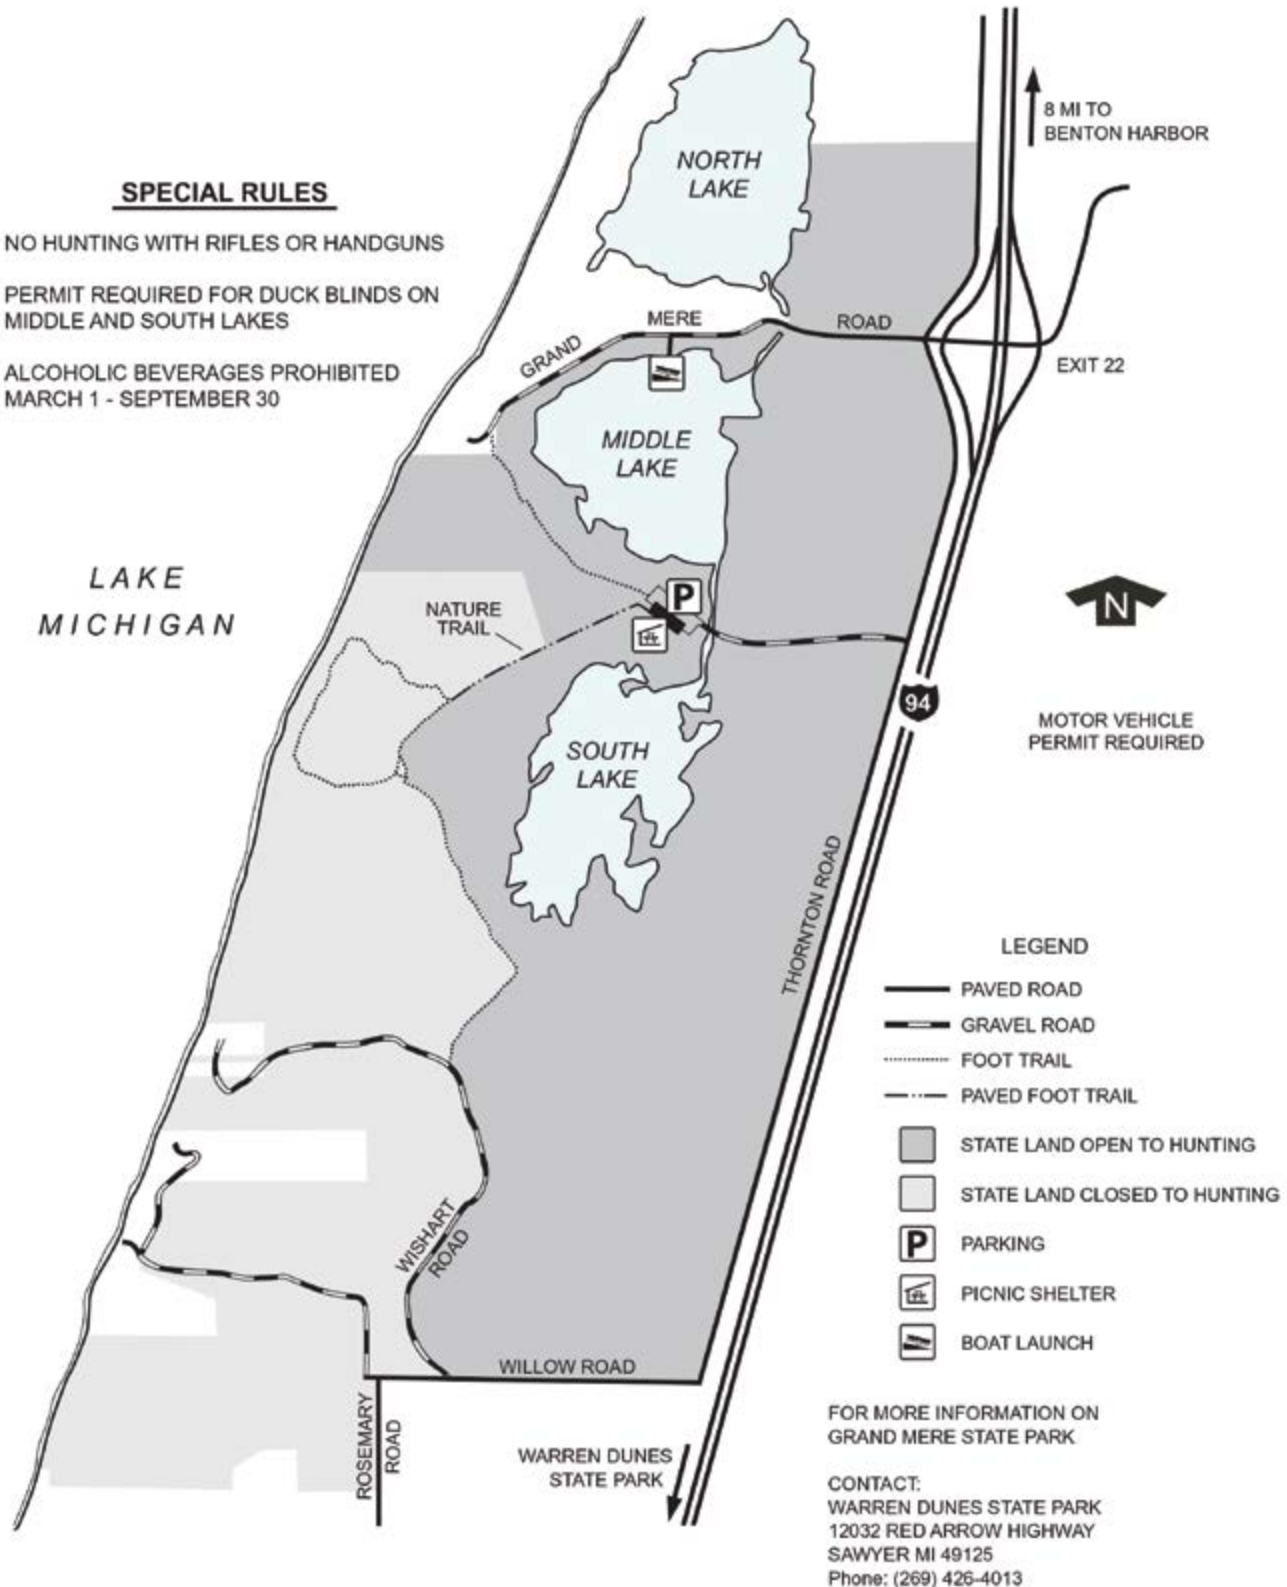 SPECIAL RULES
NO HUNTING WITH RIFLES OR HANDGUNS
PERMIT REQUIRED FOR DUCK BLINDS ON
MIDDLE AND SOUTH LAKES
ALCOHOLIC BEVERAGES PROHIBITED
MARCH 1 - SEPTEMBER 30
8 MI TO
BENTON HARBOR
NORTH
LAKE
GRAND MERE ROAD
EXIT 22
MIDDLE
LAKE
LAKE
MICHIGAN
NATURE
TRAIL
P
N
94
MOTOR VEHICLE
PERMIT REQUIRED
SOUTH
LAKE
THORNTON ROAD
WISHART
ROAD
WILLOW ROAD
ROSEMARY
ROAD
WARREN DUNES
STATE PARK
LEGEND
PAVED ROAD
GRAVEL ROAD
FOOT TRAIL
PAVED FOOT TRAIL
STATE LAND OPEN TO HUNTING
STATE LAND CLOSED TO HUNTING
P PARKING
PICNIC SHELTER
BOAT LAUNCH
FOR MORE INFORMATION ON
GRAND MERE STATE PARK
CONTACT:
WARREN DUNES STATE PARK
12032 RED ARROW HIGHWAY
SAWYER MI 49125
Phone: (269) 426-4013